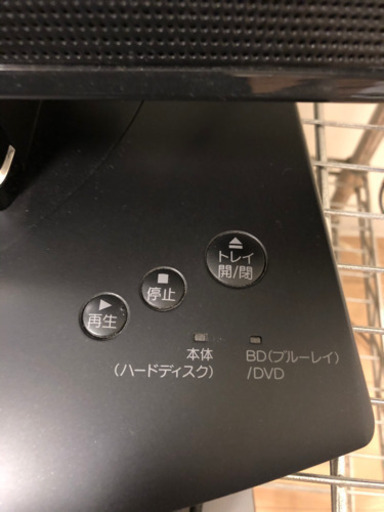 トレイ
開/閉
停止
再生
本体
(ハードディスク)
BD(ブルーレイ)
/DVD